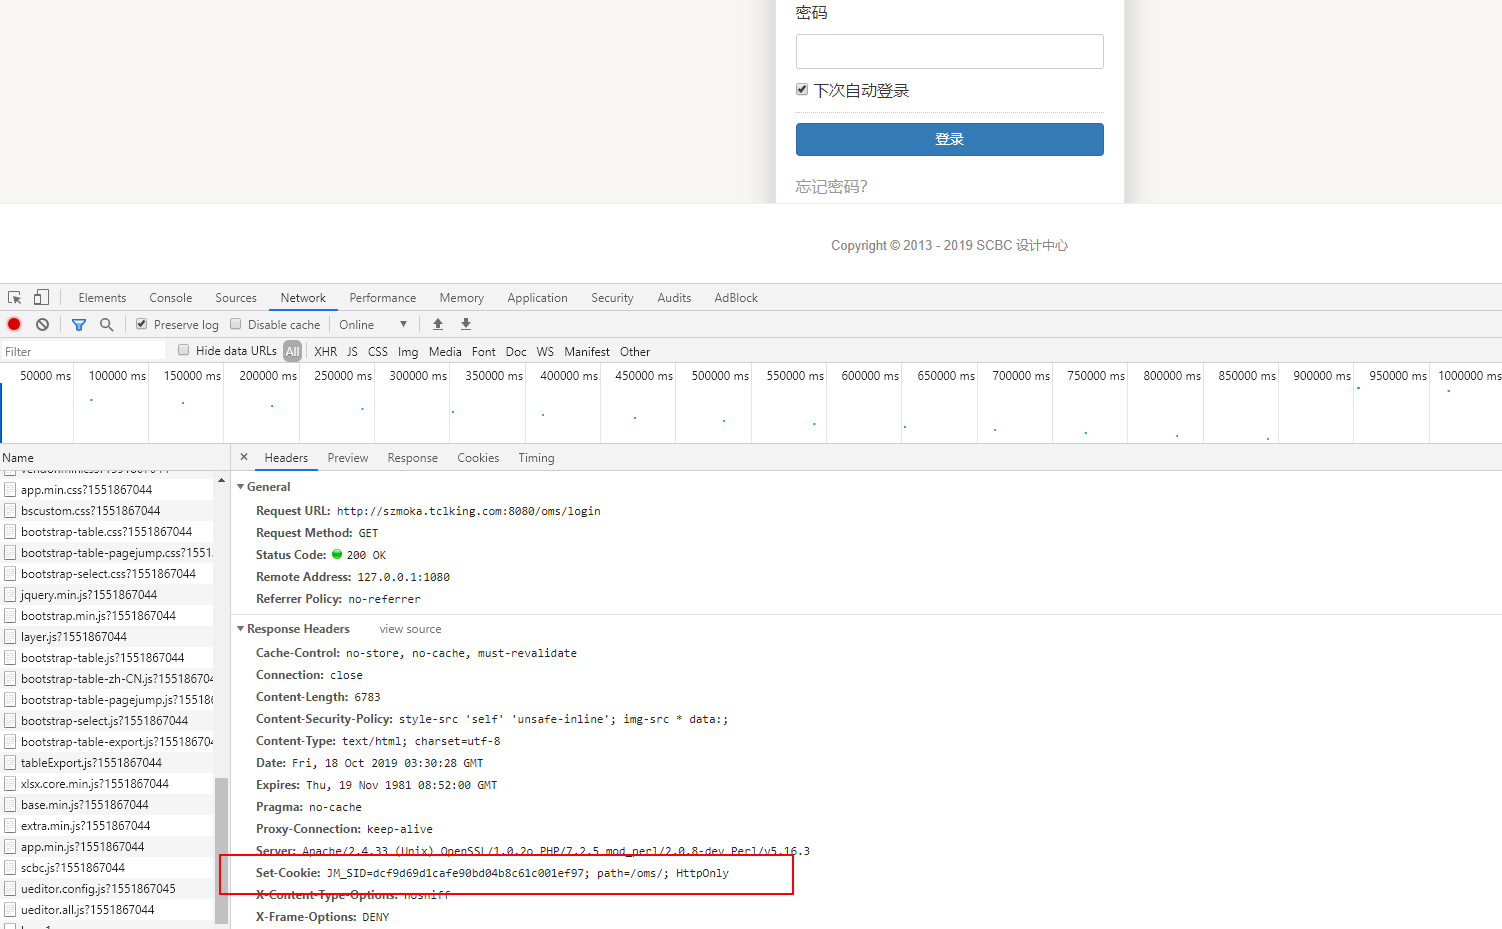 密码
下次自动登录
登录
忘记密码？
Copyright © 2013 - 2019 SCBC 设计中心
Elements Console Sources Network Performance Memory Application Security Audits AdBlock
Preserve log Disable cache Online
Filter Hide data URLs All XHR JS CSS Img Media Font Doc WS Manifest Other
50000 ms 100000 ms 150000 ms 200000 ms 250000 ms 300000 ms 350000 ms 400000 ms 450000 ms 500000 ms 550000 ms 600000 ms 650000 ms 700000 ms 750000 ms 800000 ms 850000 ms 900000 ms 950000 ms 1000000 ms
Name
app.min.css?1551867044
bscustom.css?1551867044
bootstrap-table.css?1551867044
bootstrap-table-pagejump.css?1551
bootstrap-select.css?1551867044
jquery.min.js?1551867044
bootstrap.min.js?1551867044
layer.js?1551867044
bootstrap-table.js?1551867044
bootstrap-table-zh-CN.js?155186704
bootstrap-table-pagejump.js?15518
bootstrap-select.js?1551867044
bootstrap-table-export.js?155186704
tableExport.js?1551867044
xlsx.core.min.js?1551867044
base.min.js?1551867044
extra.min.js?1551867044
app.min.js?1551867044
scbc.js?1551867044
ueditor.config.js?1551867045
ueditor.all.js?1551867044
× Headers Preview Response Cookies Timing
General
Request URL: http://szmoka.tclking.com:8080/oms/login
Request Method: GET
Status Code: 200 OK
Remote Address: 127.0.0.1:1080
Referrer Policy: no-referrer
Response Headers view source
Cache-Control: no-store, no-cache, must-revalidate
Connection: close
Content-Length: 6783
Content-Security-Policy: style-src 'self' 'unsafe-inline'; img-src * data:;
Content-Type: text/html; charset=utf-8
Date: Fri, 18 Oct 2019 03:30:28 GMT
Expires: Thu, 19 Nov 1981 08:52:00 GMT
Pragma: no-cache
Proxy-Connection: keep-alive
Server: Apache/2.4.33 (Unix) OpenSSL/1.0.2o PHP/7.2.5 mod_perl/2.0.8-dev Perl/v5.16.3
Set-Cookie: JM_SID=dcf9d69d1cafe90bd04b8c61c001ef97; path=/oms/; HttpOnly
X-Content-Type-Options: nosniff
X-Frame-Options: DENY